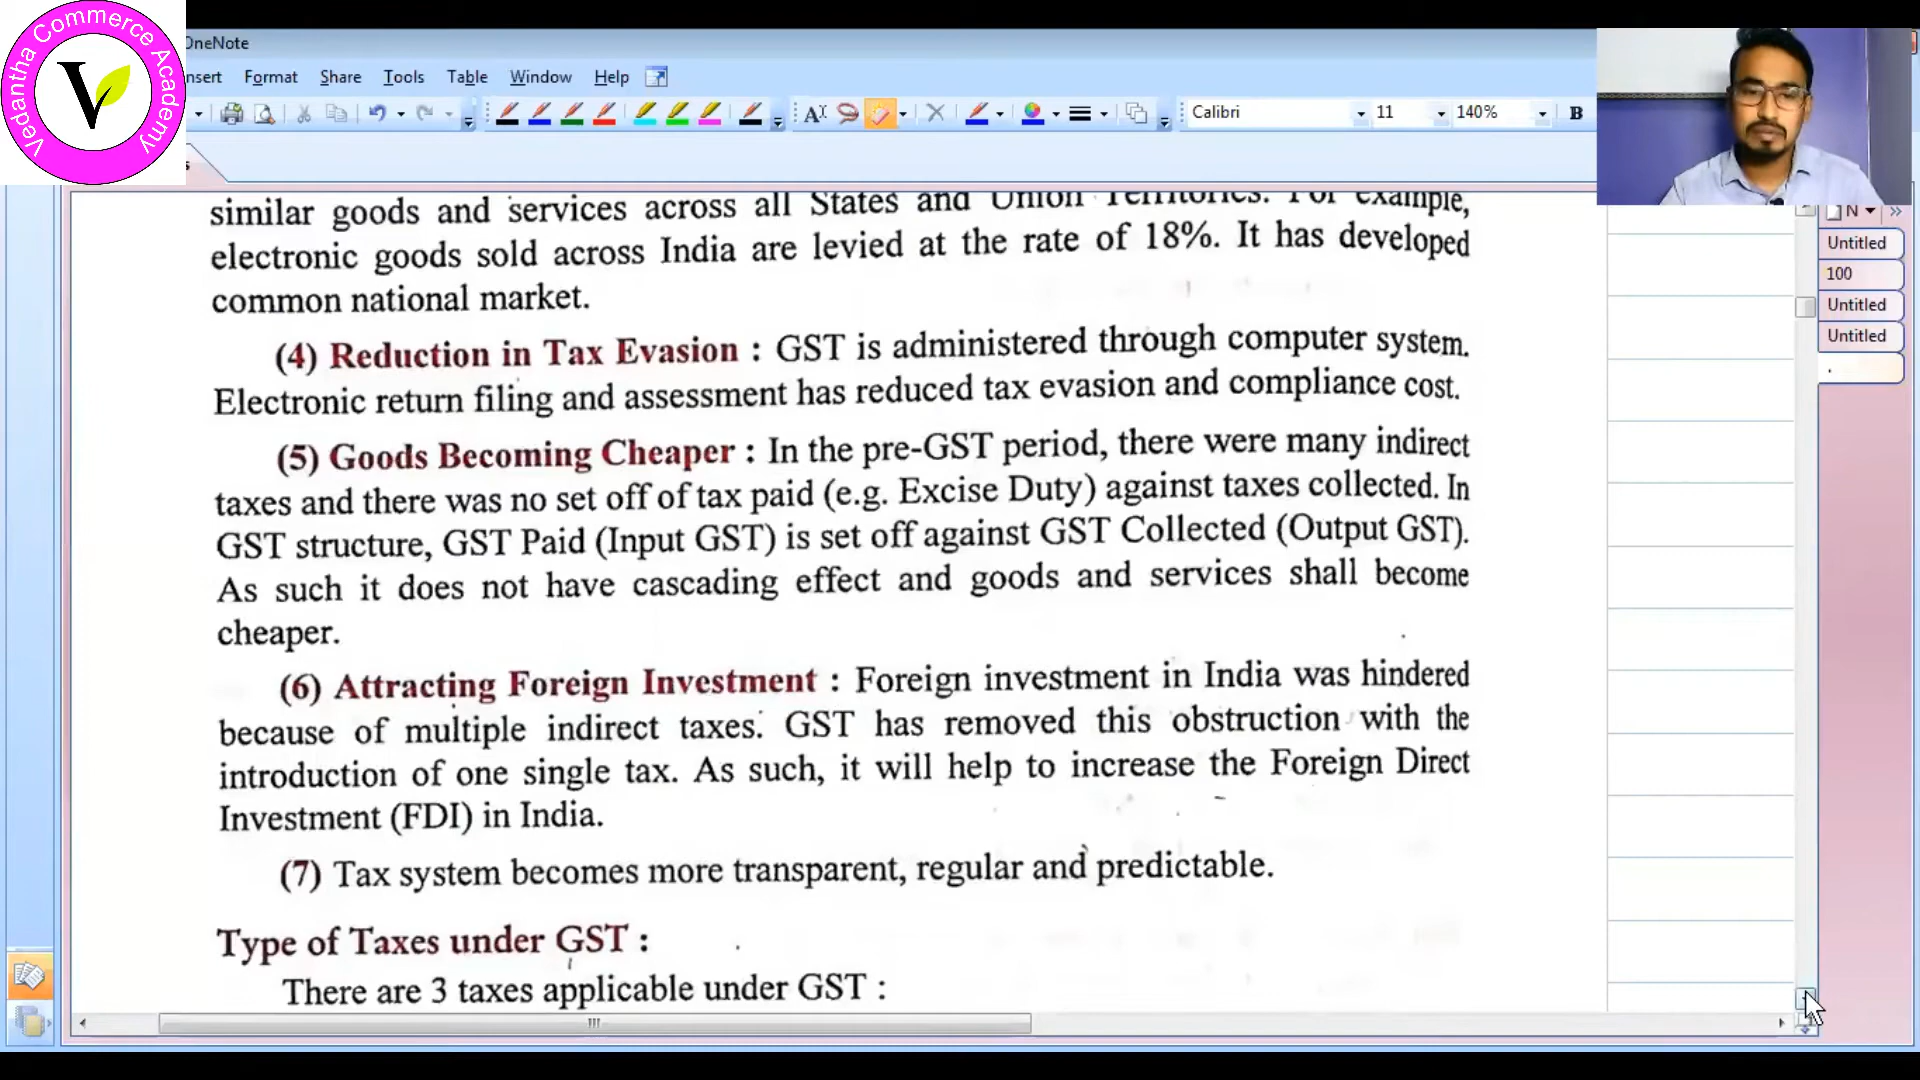 Vedantha Commerce Academy
V
OneNote
nsert Format Share Tools Table Window Help
Calibri 11 140% B
N
Untitled
100
Untitled
Untitled
.
similar goods and services across all States and Union Territories. For example,
electronic goods sold across India are levied at the rate of 18%. It has developed
common national market.
(4) Reduction in Tax Evasion : GST is administered through computer system.
Electronic return filing and assessment has reduced tax evasion and compliance cost.
(5) Goods Becoming Cheaper : In the pre-GST period, there were many indirect
taxes and there was no set off of tax paid (e.g. Excise Duty) against taxes collected. In
GST structure, GST Paid (Input GST) is set off against GST Collected (Output GST).
As such it does not have cascading effect and goods and services shall become
cheaper.
(6) Attracting Foreign Investment : Foreign investment in India was hindered
because of multiple indirect taxes. GST has removed this obstruction with the
introduction of one single tax. As such, it will help to increase the Foreign Direct
Investment (FDI) in India.
(7) Tax system becomes more transparent, regular and predictable.
Type of Taxes under GST :
There are 3 taxes applicable under GST :